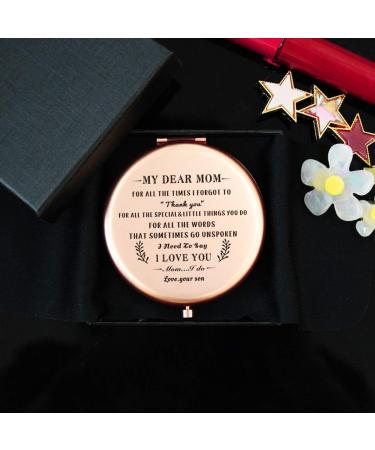 MY DEAR MOM
FOR ALL THE TIMES I FORGOT TO
"Thank you"
FOR ALL THE SPECIAL&LITTLE THINGS YOU DO
FOR ALL THE WORDS
THAT SOMETIMES GO UNSPOKEN
I Need To Say
I LOVE YOU
Mom...I do
Love.your son